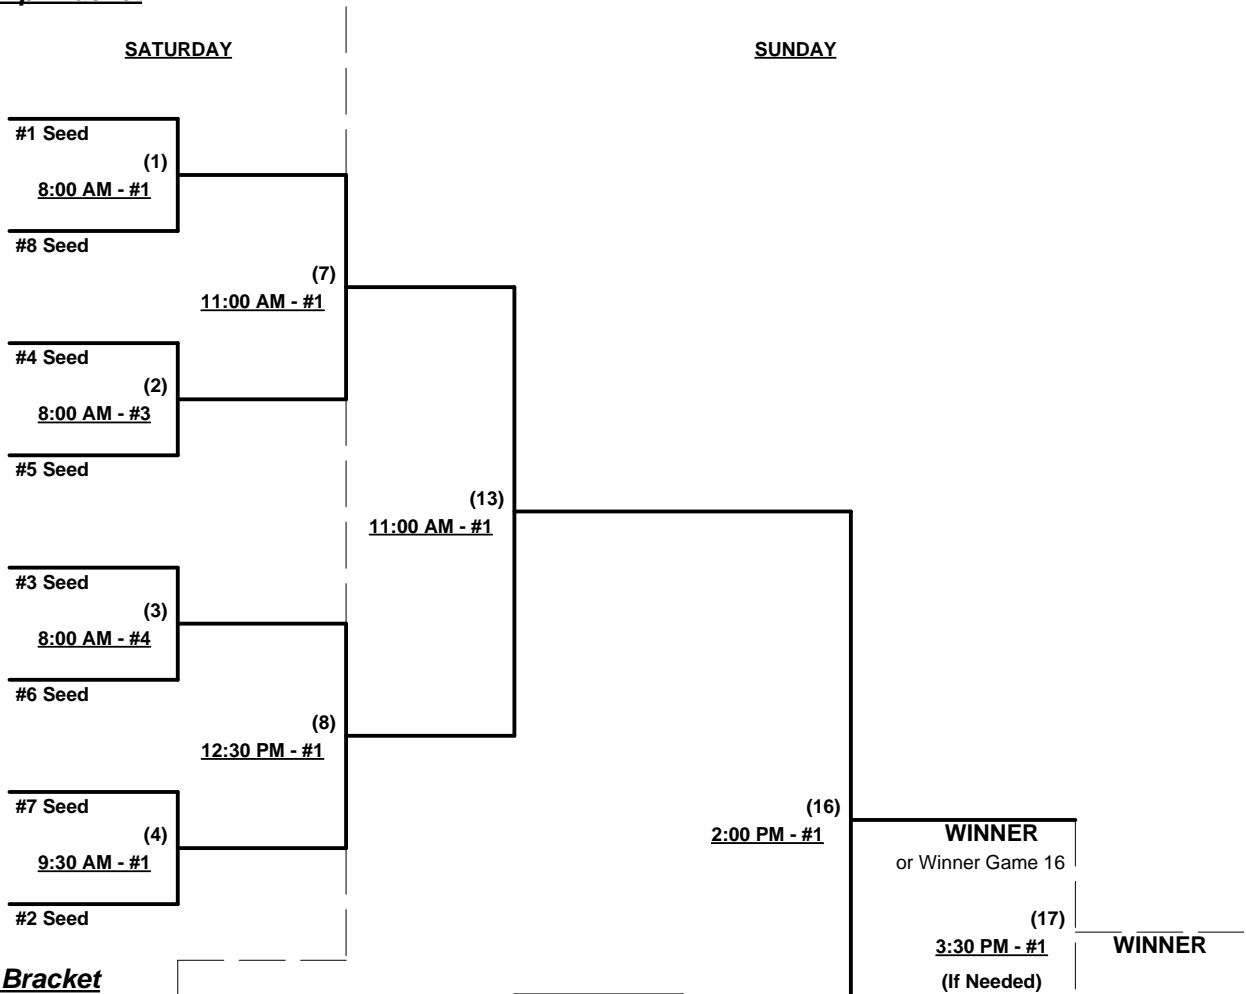 SATURDAY
SUNDAY
#1 Seed
(1)
8:00 AM - #1
#8 Seed
(7)
11:00 AM - #1
#4 Seed
(2)
8:00 AM - #3
#5 Seed
(13)
11:00 AM - #1
#3 Seed
(3)
8:00 AM - #4
#6 Seed
(8)
12:30 PM - #1
#7 Seed
(4)
9:30 AM - #1
#2 Seed
(16)
2:00 PM - #1
WINNER
or Winner Game 16
(17)
3:30 PM - #1
WINNER
(If Needed)
Bracket